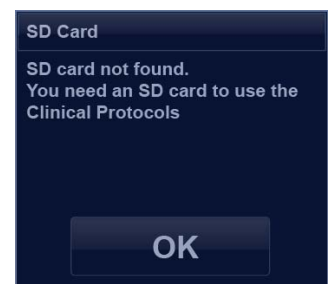 SD Card
SD card not found.
You need an SD card to use the
Clinical Protocols
OK